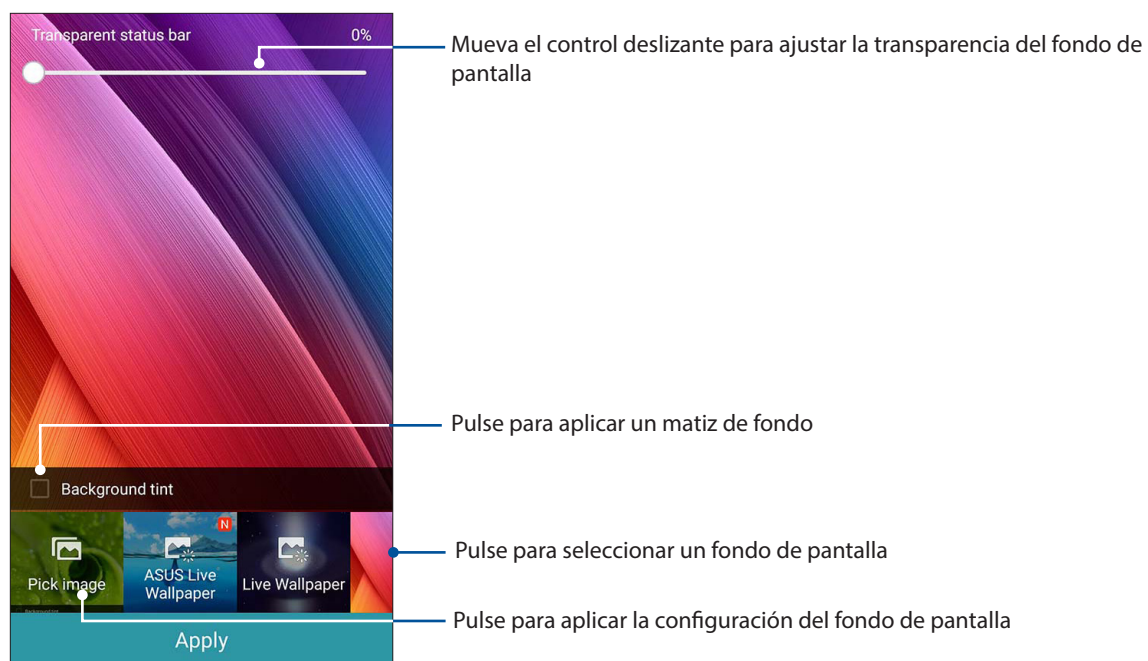 Transparent status bar 0%
Mueva el control deslizante para ajustar la transparencia del fondo de
pantalla
Pulse para aplicar un matiz de fondo
Background tint
N
Pick image
ASUS Live
Wallpaper
Live Wallpaper
Pulse para seleccionar un fondo de pantalla
Background tint
Pulse para aplicar la configuración del fondo de pantalla
Apply